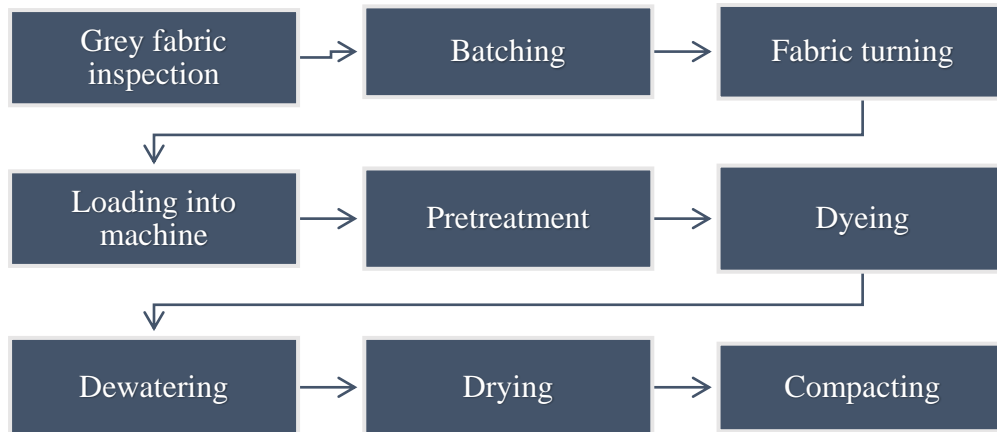 Grey fabric
inspection
Batching
Fabric turning
Loading into
machine
Pretreatment
Dyeing
Dewatering
Drying
Compacting